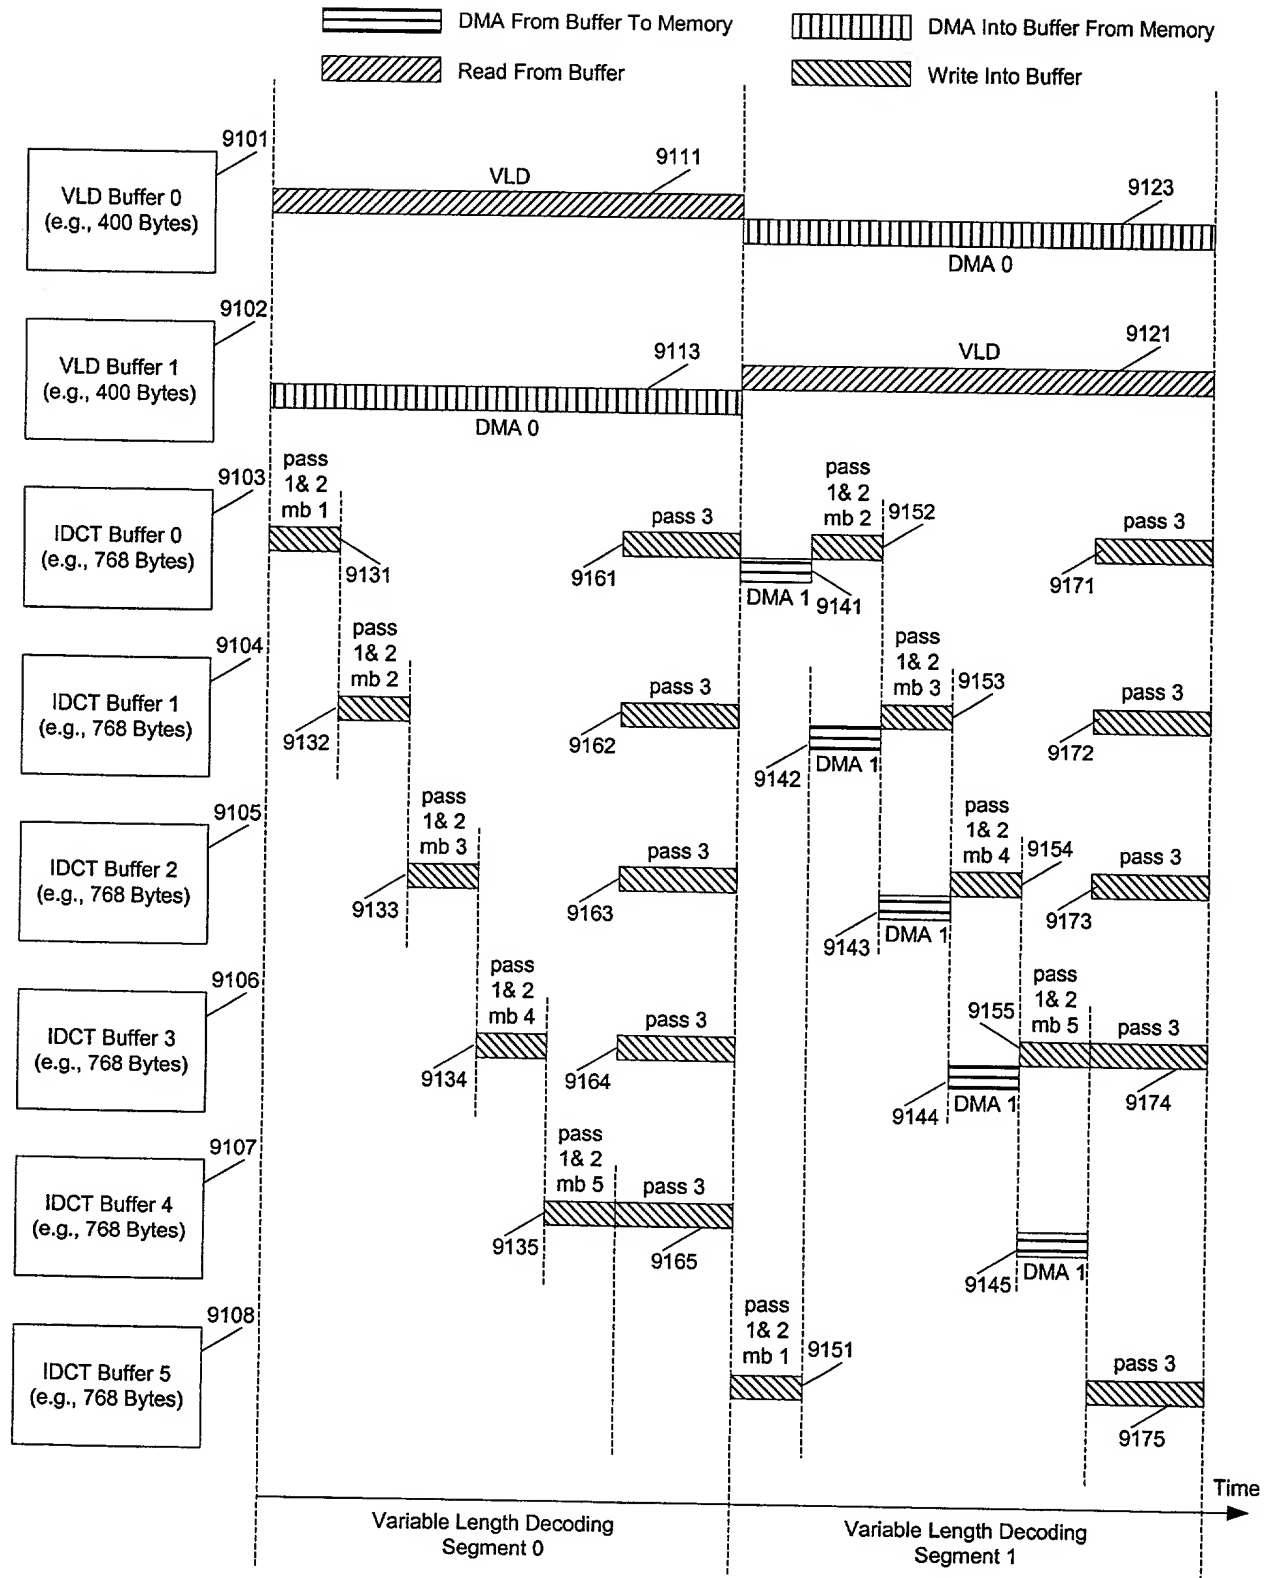 DMA From Buffer To Memory
DMA Into Buffer From Memory
Read From Buffer
Write Into Buffer
9101
VLD Buffer 0
(e.g., 400 Bytes)
VLD
9111
9123
DMA 0
9102
VLD Buffer 1
(e.g., 400 Bytes)
9113
DMA 0
VLD
9121
9103
IDCT Buffer 0
(e.g., 768 Bytes)
pass
1& 2
mb 1
9131
pass 3
9161
DMA 1
9141
pass
1& 2
mb 2
9152
pass 3
9171
9104
IDCT Buffer 1
(e.g., 768 Bytes)
pass
1& 2
mb 2
9132
pass 3
9162
9142
DMA 1
pass
1& 2
mb 3
9153
pass 3
9172
9105
IDCT Buffer 2
(e.g., 768 Bytes)
pass
1& 2
mb 3
9133
pass 3
9163
9143
DMA 1
pass
1& 2
mb 4
9154
pass 3
9173
9106
IDCT Buffer 3
(e.g., 768 Bytes)
pass
1& 2
mb 4
9134
pass 3
9164
9144
DMA 1
9155
pass
1& 2
mb 5
pass 3
9174
9107
IDCT Buffer 4
(e.g., 768 Bytes)
pass
1& 2
mb 5
9135
pass 3
9165
9145
DMA 1
9108
IDCT Buffer 5
(e.g., 768 Bytes)
pass
1& 2
mb 1
9151
pass 3
9175
Time
Variable Length Decoding
Segment 0
Variable Length Decoding
Segment 1